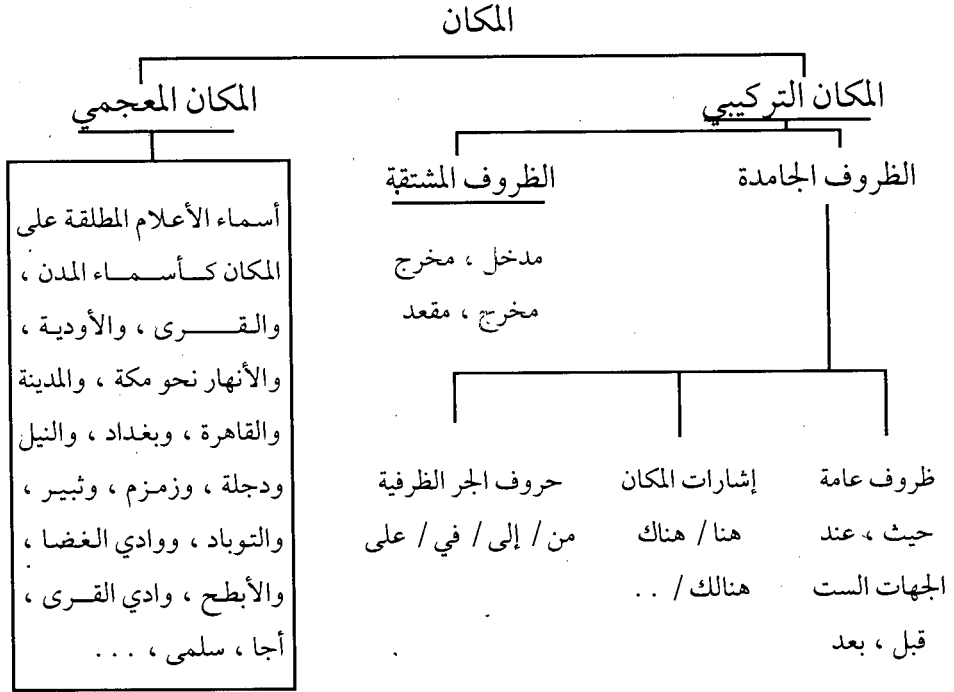 المكان
المكان التركيبي
المكان المعجمي
الظروف الجامدة
الظروف المشتقة
مدخل ، مخرج
مخرج ، مقعد
ظروف عامة
حيث ، عند
الجهات الست
قبل ، بعد
إشارات المكان
هنا / هناك
هنالك / . .
حروف الجر الظرفية
من / إلى / في / على
أسماء الأعلام المطلقة على
المكان كأسماء المدن ،
والقرى ، والأودية ،
والأنهار نحو مكة ، والمدينة
والقاهرة ، وبغداد ، والنيل
ودجلة ، وزمزم ، وثبير ،
والتوباد ، ووادي الغضا ،
والأبطح ، وادي القرى ،
أجا ، سلمى ، ...